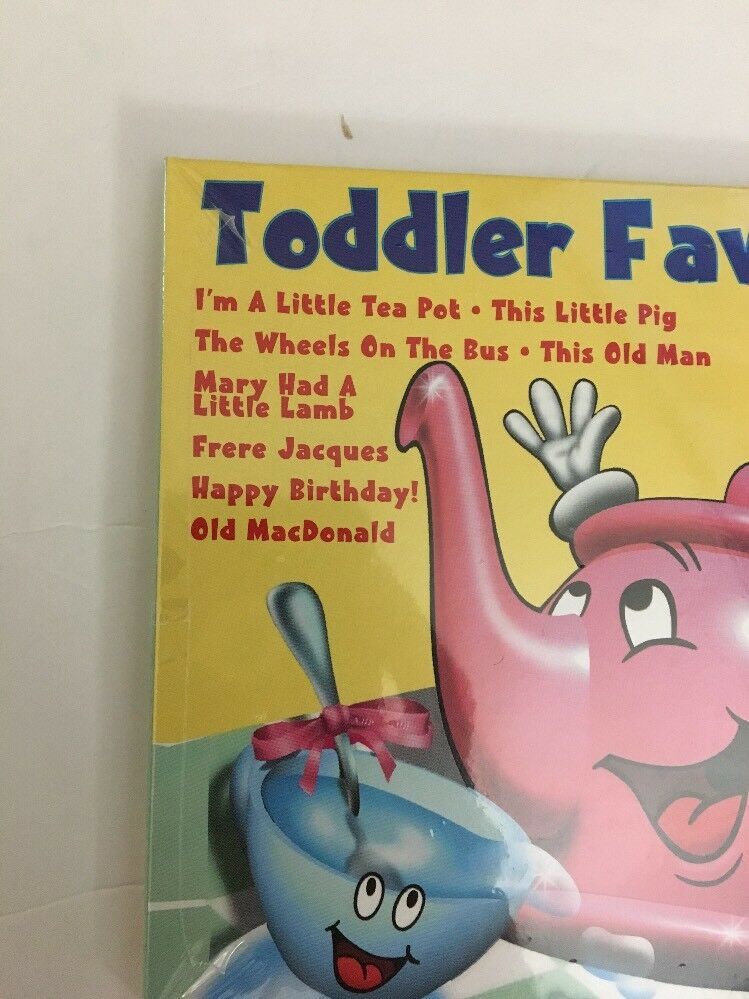 Toddler Fav
I'm A Little Tea Pot • This Little Pig
The Wheels On The Bus • This Old Man
Mary Had A
Little Lamb
Frere Jacques
Happy Birthday!
Old MacDonald